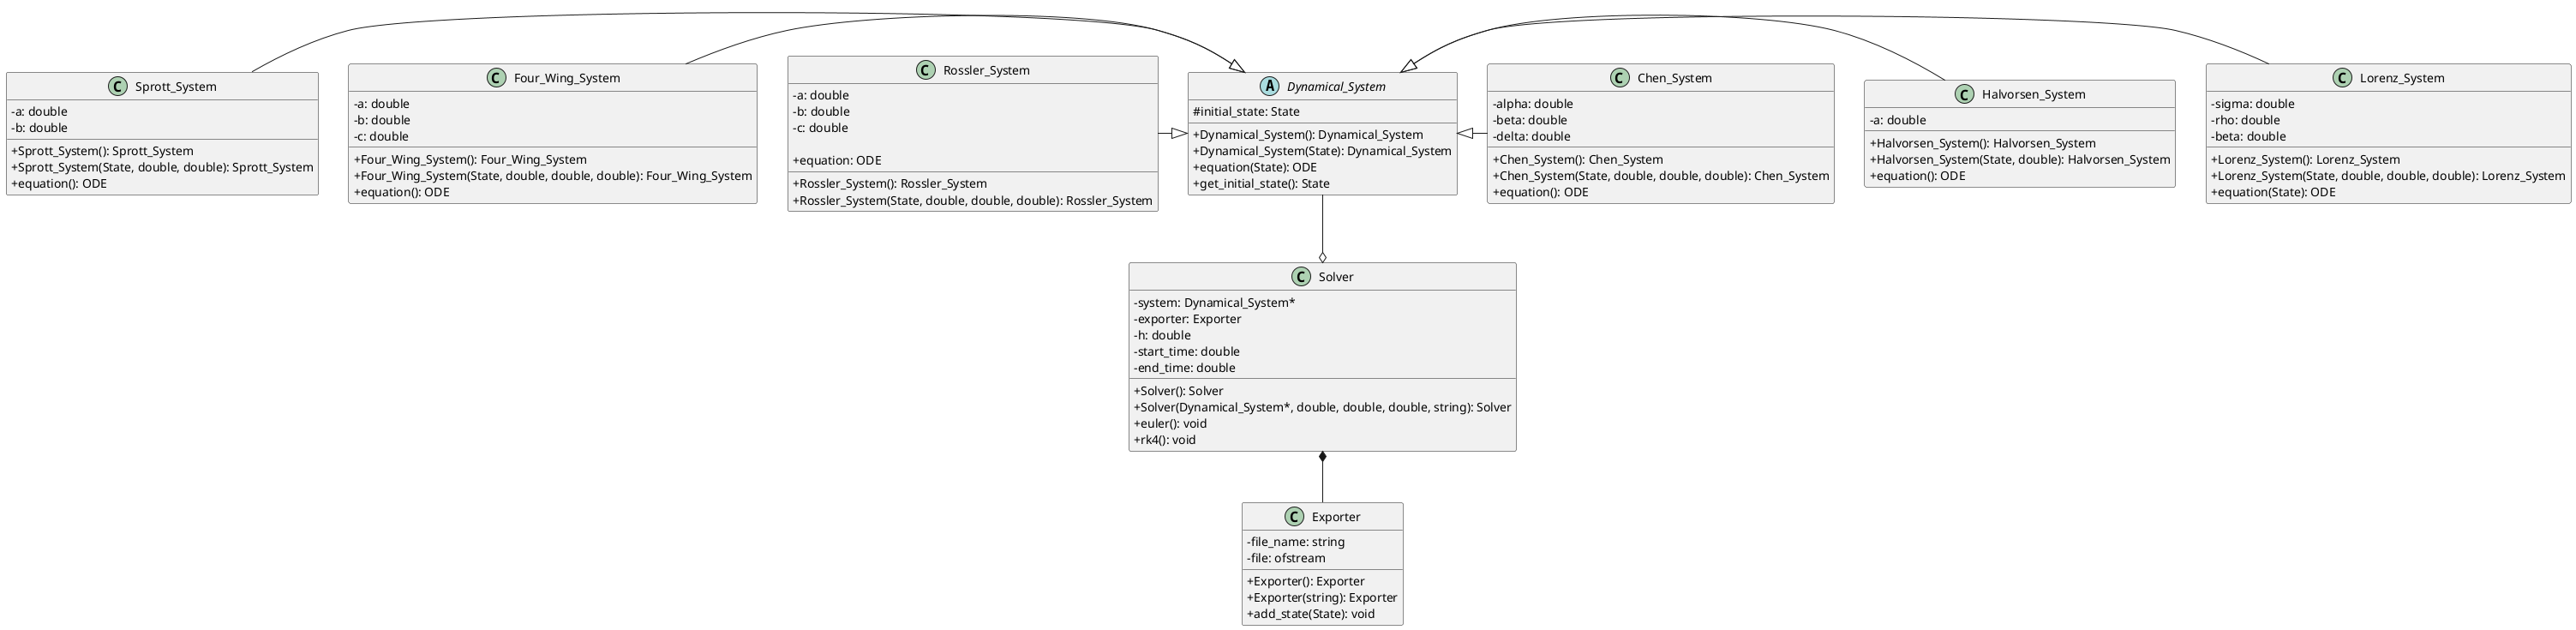 C Sprott_System
-a: double
-b: double
+Sprott_System(): Sprott_System
+Sprott_System(State, double, double): Sprott_System
+equation(): ODE
C Four_Wing_System
-a: double
-b: double
-c: double
+Four_Wing_System(): Four_Wing_System
+Four_Wing_System(State, double, double, double): Four_Wing_System
+equation(): ODE
C Rossler_System
-a: double
-b: double
-c: double
+equation: ODE
+Rossler_System(): Rossler_System
+Rossler_System(State, double, double, double): Rossler_System
A Dynamical_System
#initial_state: State
+Dynamical_System(): Dynamical_System
+Dynamical_System(State): Dynamical_System
+equation(State): ODE
+get_initial_state(): State
C Chen_System
-alpha: double
-beta: double
-delta: double
+Chen_System(): Chen_System
+Chen_System(State, double, double, double): Chen_System
+equation(): ODE
C Halvorsen_System
-a: double
+Halvorsen_System(): Halvorsen_System
+Halvorsen_System(State, double): Halvorsen_System
+equation(): ODE
C Lorenz_System
-sigma: double
-rho: double
-beta: double
+Lorenz_System(): Lorenz_System
+Lorenz_System(State, double, double, double): Lorenz_System
+equation(State): ODE
C Solver
-system: Dynamical_System*
-exporter: Exporter
-h: double
-start_time: double
-end_time: double
+Solver(): Solver
+Solver(Dynamical_System*, double, double, double, string): Solver
+euler(): void
+rk4(): void
C Exporter
-file_name: string
-file: ofstream
+Exporter(): Exporter
+Exporter(string): Exporter
+add_state(State): void